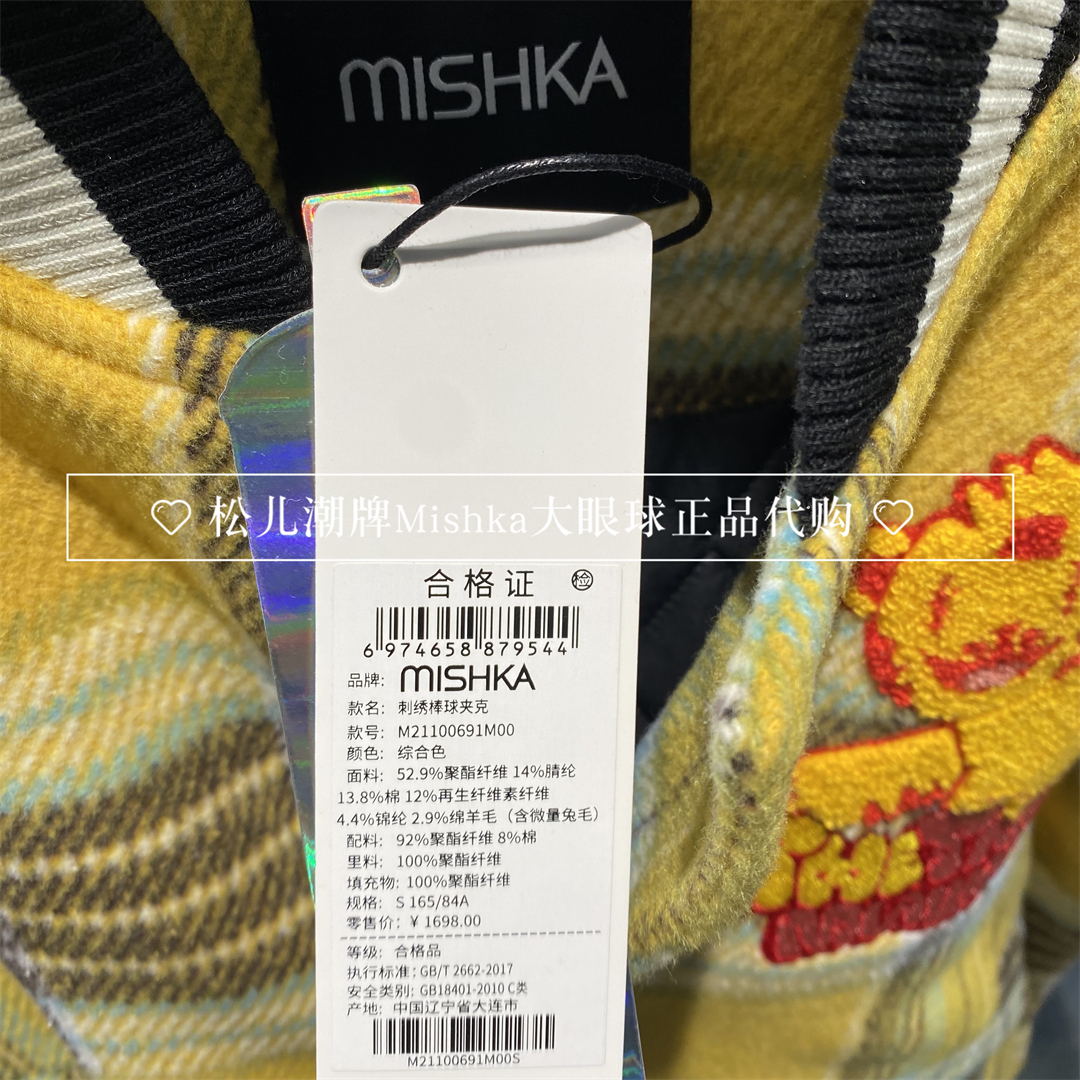 MISHKA
♡ 松儿潮牌Mishka大眼球正品代购 ♡
合格证 检
6 974658 879544
品牌: MISHKA
款名: 刺绣棒球夹克
款号: M21100691M00
颜色: 综合色
面料: 52.9%聚酯纤维 14%腈纶
13.8%棉 12%再生纤维素纤维
4.4%锦纶 2.9%绵羊毛（含微量兔毛）
配料: 92%聚酯纤维 8%棉
里料: 100%聚酯纤维
填充物: 100%聚酯纤维
规格: S 165/84A
零售价: ¥ 1698.00
等级: 合格品
执行标准: GB/T 2662-2017
安全类别: GB18401-2010 C类
产地: 中国辽宁省大连市
M21100691M00S